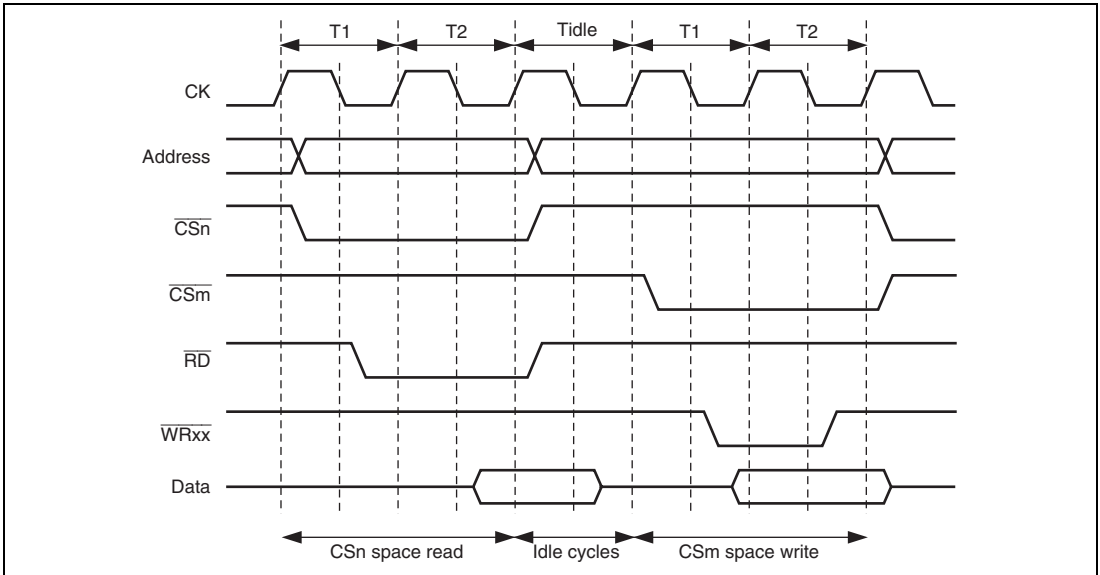 T1 T2 Tidle T1 T2
CK
Address
CSn
CSm
RD
WRxx
Data
CSn space read Idle cycles CSm space write